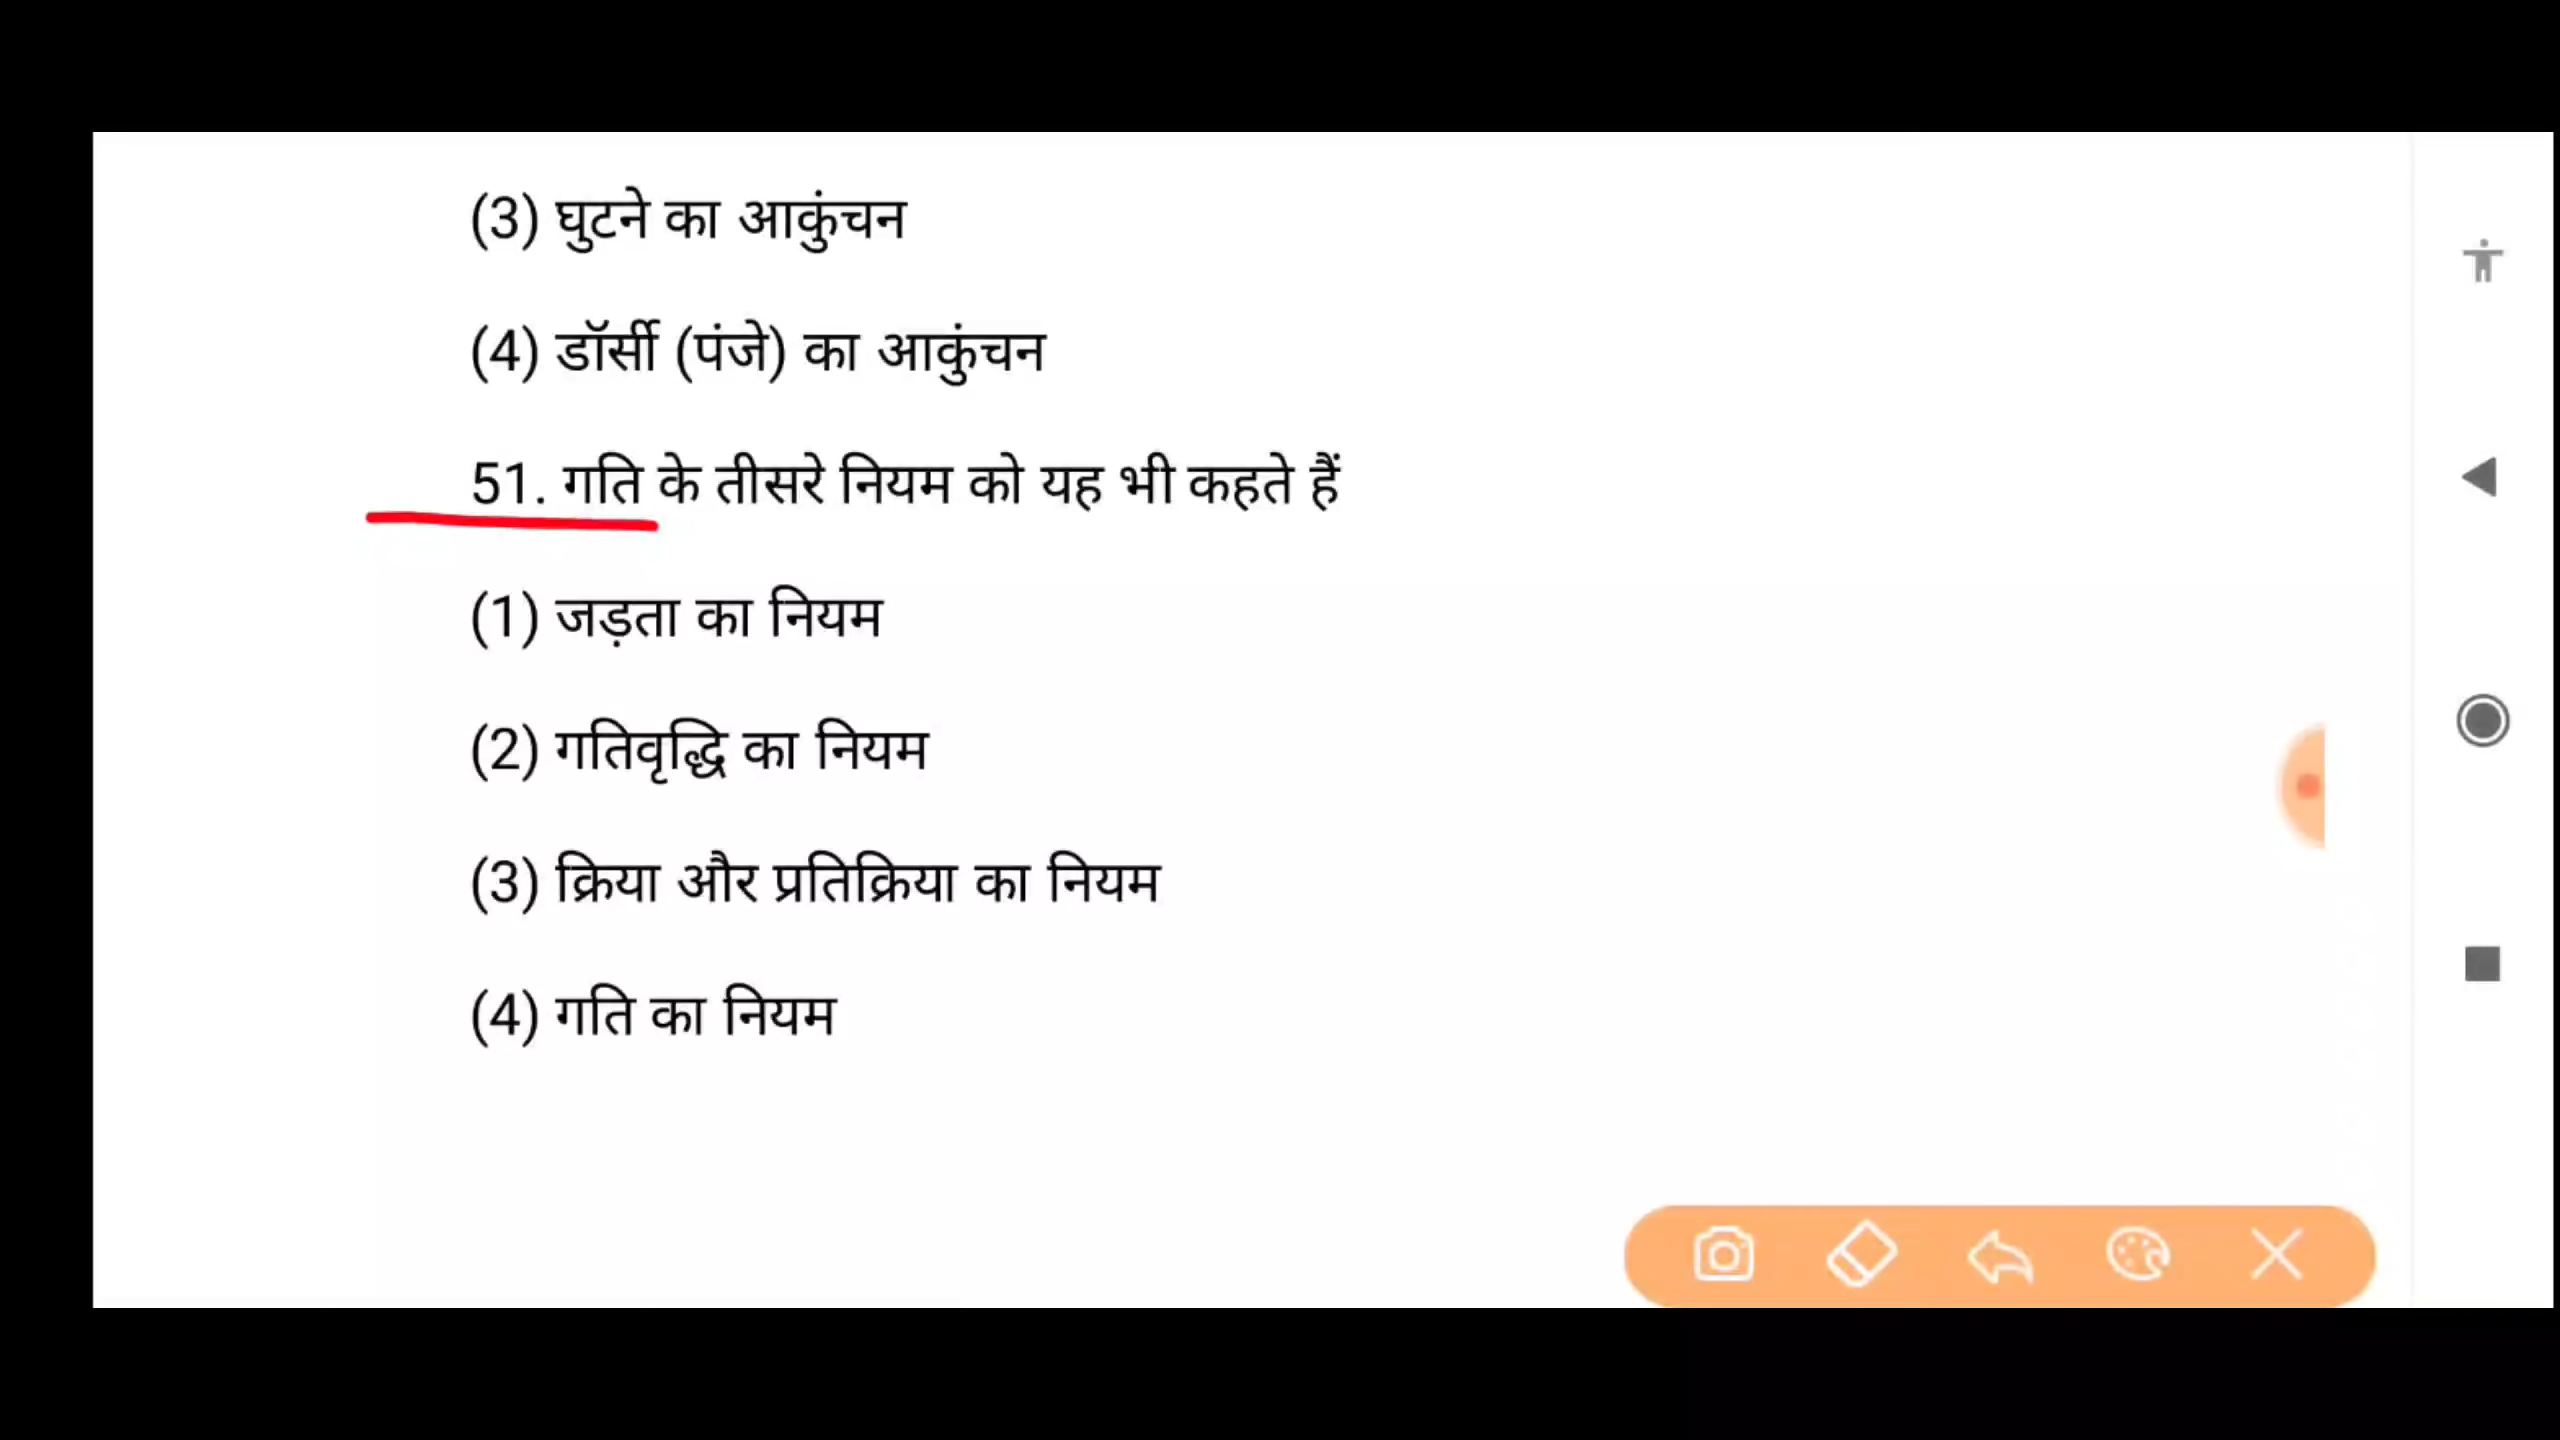 (3) घुटने का आकुंचन
(4) डॉर्सी (पंजे) का आकुंचन
51. गति के तीसरे नियम को यह भी कहते हैं
(1) जड़ता का नियम
(2) गतिवृद्धि का नियम
(3) क्रिया और प्रतिक्रिया का नियम
(4) गति का नियम